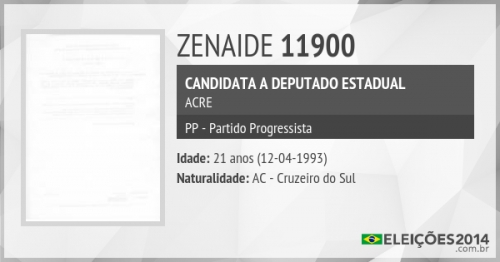 ZENAIDE 11900
CANDIDATA A DEPUTADO ESTADUAL
ACRE
PP - Partido Progressista
Idade: 21 anos (12-04-1993)
Naturalidade: AC - Cruzeiro do Sul
ELEIÇÕES2014
.com.br